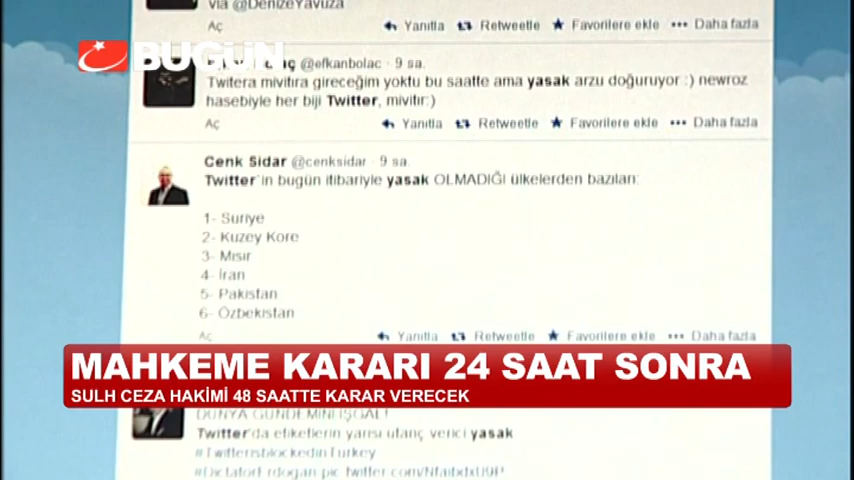 via @DenizeYavuza
Aç
Yanıtla Retweetle Favorilere ekle Daha fazla
BUGÜN
@efkanbolac · 9 sa.
Twitera mivitıra gireceğim yoktu bu saatte ama yasak arzu doğuruyor :) newroz
hasebiyle her biji Twitter, mivitır:)
Aç
Yanıtla Retweetle Favorilere ekle Daha fazla
Cenk Sidar @cenksidar · 9 sa.
Twitter'in bugün itibariyle yasak OLMADIĞI ülkelerden bazıları:
1- Suriye
2- Kuzey Kore
3- Mısır
4- İran
5- Pakistan
6- Özbekistan
Aç
Yanıtla Retweetle Favorilere ekle Daha fazla
MAHKEME KARARI 24 SAAT SONRA
SULH CEZA HAKİMİ 48 SAATTE KARAR VERECEK
DÜNYA GÜNDEMİNİ İŞGAL!
Twitter'da etiketlerin yarısı utanç verici yasak
#TwitterisblockedinTurkey
#DictatorErdogan